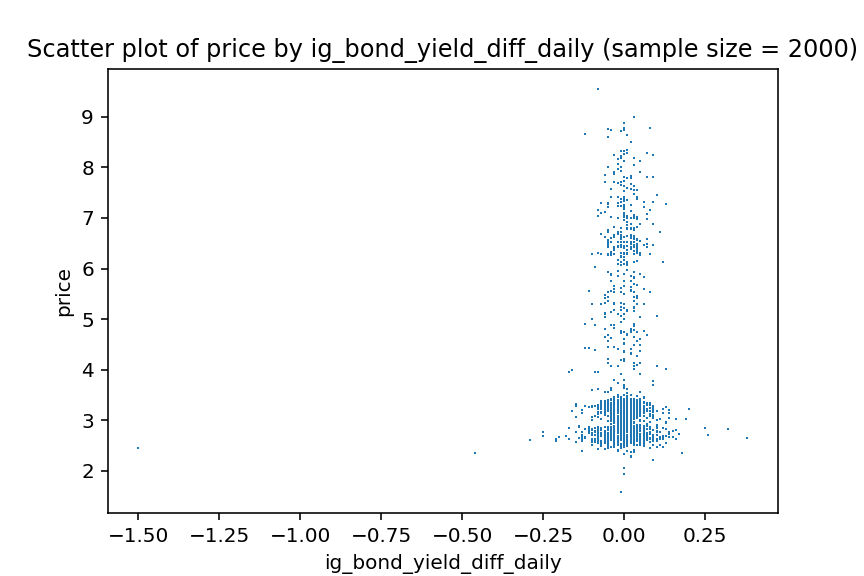 Scatter plot of price by ig_bond_yield_diff_daily (sample size = 2000)
9
8
7
6
5
4
3
2
price
−1.50 −1.25 −1.00 −0.75 −0.50 −0.25 0.00 0.25
ig_bond_yield_diff_daily